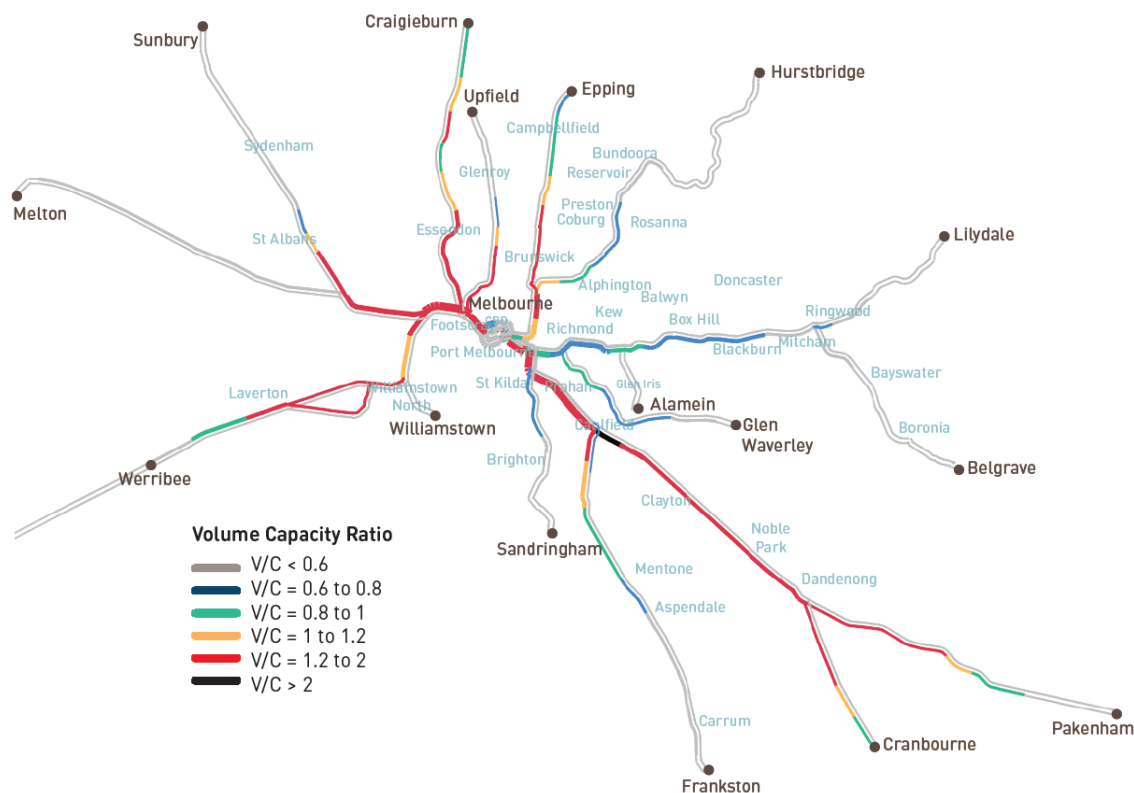 Craigieburn
Sunbury
Hurstbridge
Epping
Upfield
Campbellfield
Sydenham
Bundoora
Glenroy
Reservoir
Melton
Preston
Coburg
Rosanna
Essendon
St Albans
Lilydale
Brunswick
Doncaster
Alphington
Balwyn
Melbourne
Kew
Ringwood
Box Hill
CBD
Footscray
Richmond
Mitcham
Port Melbourne
Blackburn
Bayswater
St Kilda
Prahan
Glen Iris
Laverton
Williamstown
North
Alamein
Williamstown
Glen
Waverley
Caulfield
Boronia
Brighton
Belgrave
Werribee
Clayton
Volume Capacity Ratio
V/C < 0.6
V/C = 0.6 to 0.8
V/C = 0.8 to 1
V/C = 1 to 1.2
V/C = 1.2 to 2
V/C > 2
Noble
Park
Sandringham
Mentone
Dandenong
Aspendale
Carrum
Pakenham
Cranbourne
Frankston